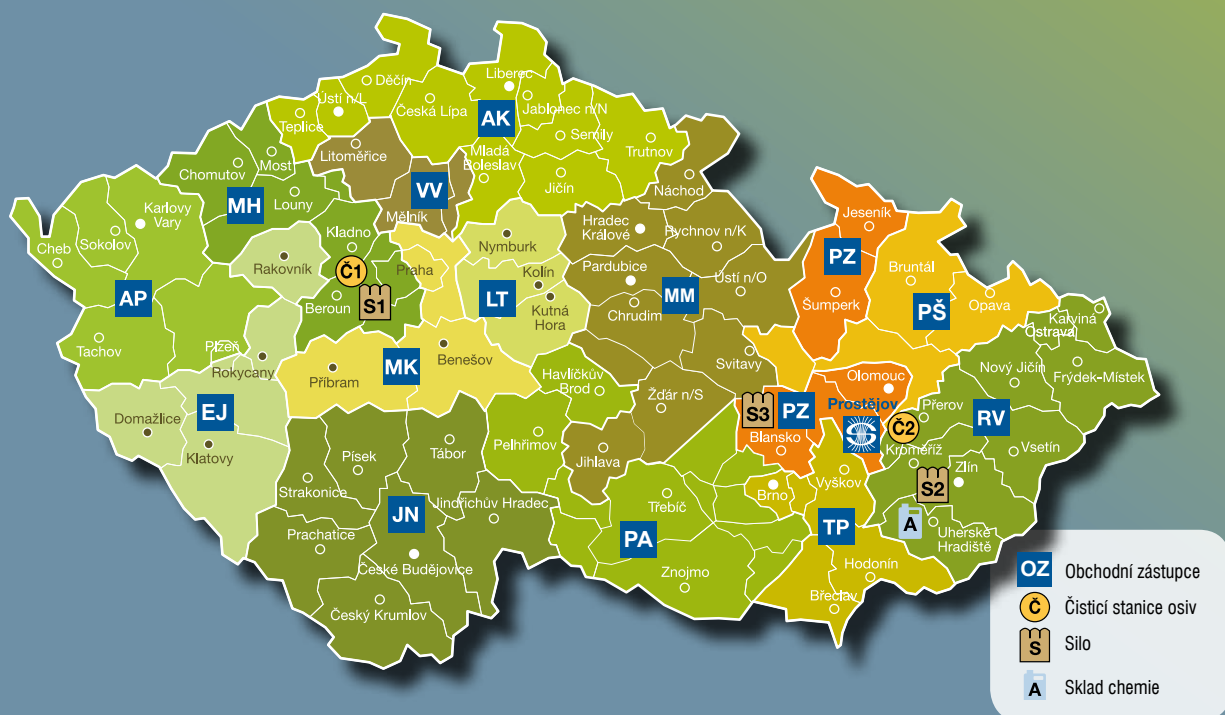 Děčín
Liberec
Ústí n/L
Teplice
Česká Lípa
AK
Jablonec n/N
Semily
Trutnov
Litoměřice
Mladá
Boleslav
Jičín
Most
Chomutov
Louny
MH
VV
Mělník
Náchod
Karlovy
Vary
Sokolov
Cheb
Kladno
Nymburk
Hradec
Králové
Rychnov n/K
Jeseník
PZ
Rakovník
Č1
Praha
Kolín
Pardubice
Ústí n/O
Bruntál
AP
Beroun
S1
LT
Kutná
Hora
MM
Chrudim
Šumperk
PŠ
Opava
Karviná
Ostrava
Tachov
Plzeň
Rokycany
Příbram
MK
Benešov
Havlíčkův
Brod
Svitavy
Olomouc
Nový Jičín
Frýdek-Místek
Domažlice
EJ
Klatovy
Žďár n/S
S3
PZ
Blansko
Prostějov
S
Č2
Přerov
RV
Kroměříž
Vsetín
Písek
Tábor
Pelhřimov
Jihlava
Strakonice
JN
Jindřichův Hradec
Třebíč
Brno
Vyškov
S2
Zlín
Prachatice
PA
TP
A
Uherské
Hradiště
České Budějovice
Znojmo
Hodonín
Břeclav
Český Krumlov
OZ Obchodní zástupce
Č Čisticí stanice osiv
S Silo
A Sklad chemie